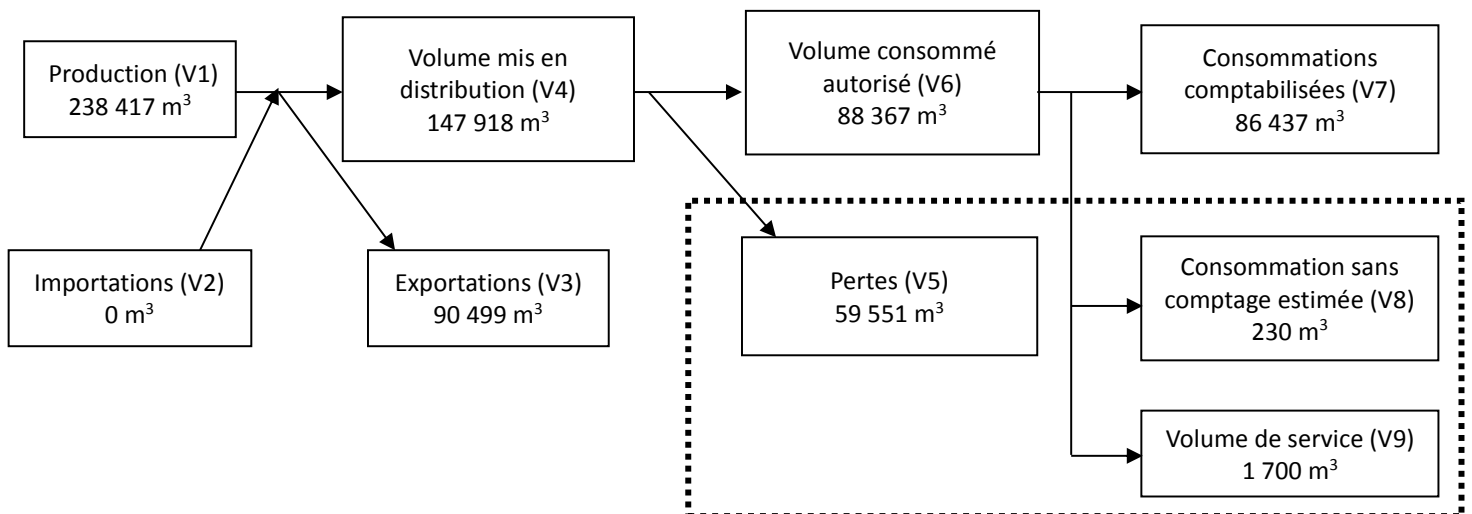 Production (V1)
238 417 m³
Volume mis en
distribution (V4)
147 918 m³
Volume consommé
autorisé (V6)
88 367 m³
Consommations
comptabilisées (V7)
86 437 m³
Importations (V2)
0 m³
Exportations (V3)
90 499 m³
Pertes (V5)
59 551 m³
Consommation sans
comptage estimée (V8)
230 m³
Volume de service (V9)
1 700 m³